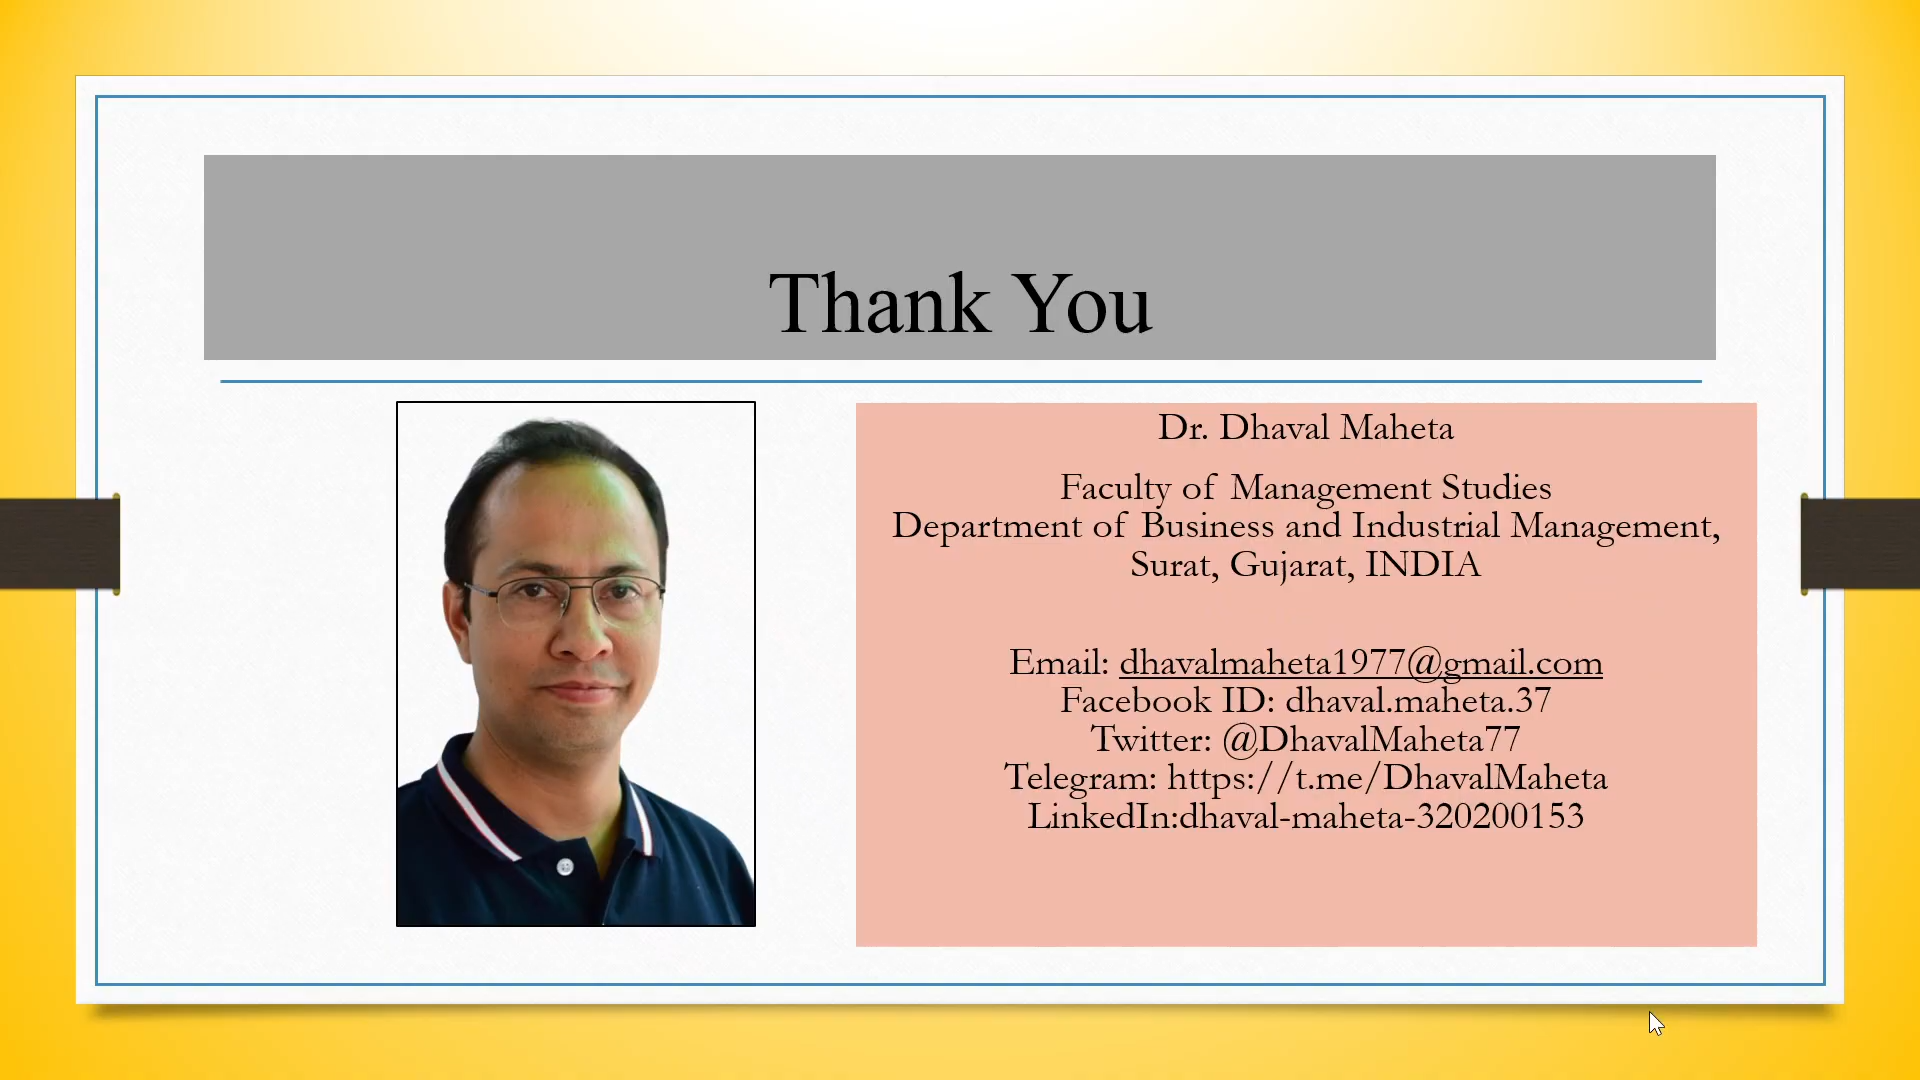 Thank You
Dr. Dhaval Maheta
Faculty of Management Studies
Department of Business and Industrial Management,
Surat, Gujarat, INDIA
Email: dhavalmaheta1977@gmail.com
Facebook ID: dhaval.maheta.37
Twitter: @DhavalMaheta77
Telegram: https://t.me/DhavalMaheta
LinkedIn:dhaval-maheta-320200153